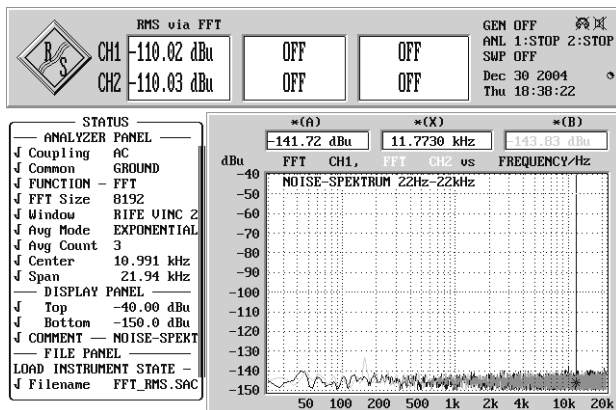 RMS via FFT
CH1 -110.02 dBu OFF OFF
CH2 -110.03 dBu OFF OFF
R S
GEN OFF
ANL 1:STOP 2:STOP
SWP OFF
Dec 30 2004
Thu 18:38:22
STATUS
ANALYZER PANEL
Coupling AC
Common GROUND
FUNCTION - FFT
FFT Size 8192
Window RIFE VINC 2
Avg Mode EXPONENTIAL
Avg Count 3
Center 10.991 kHz
Span 21.94 kHz
DISPLAY PANEL
Top -40.00 dBu
Bottom -150.0 dBu
COMMENT - NOISE-SPEKT
FILE PANEL
LOAD INSTRUMENT STATE -
Filename FFT_RMS.SAC
*(A) *(X) *(B)
-141.72 dBu 11.7730 kHz -143.83 dBu
dBu FFT CH1, FFT CH2 vs FREQUENCY/Hz
NOISE-SPEKTRUM 22Hz-22kHz
-40
-50
-60
-70
-80
-90
-100
-110
-120
-130
-140
-150
50 100 200 500 1k 2k 4k 10k 20k